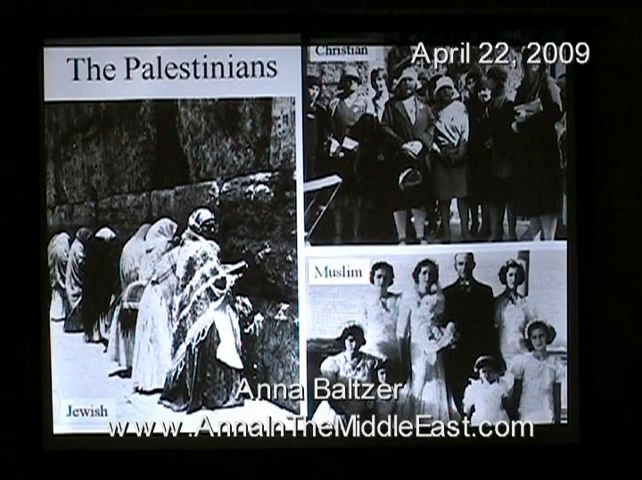 The Palestinians
Christian
April 22, 2009
Muslim
Jewish
Anna Baltzer
www.AnnaInTheMiddleEast.com